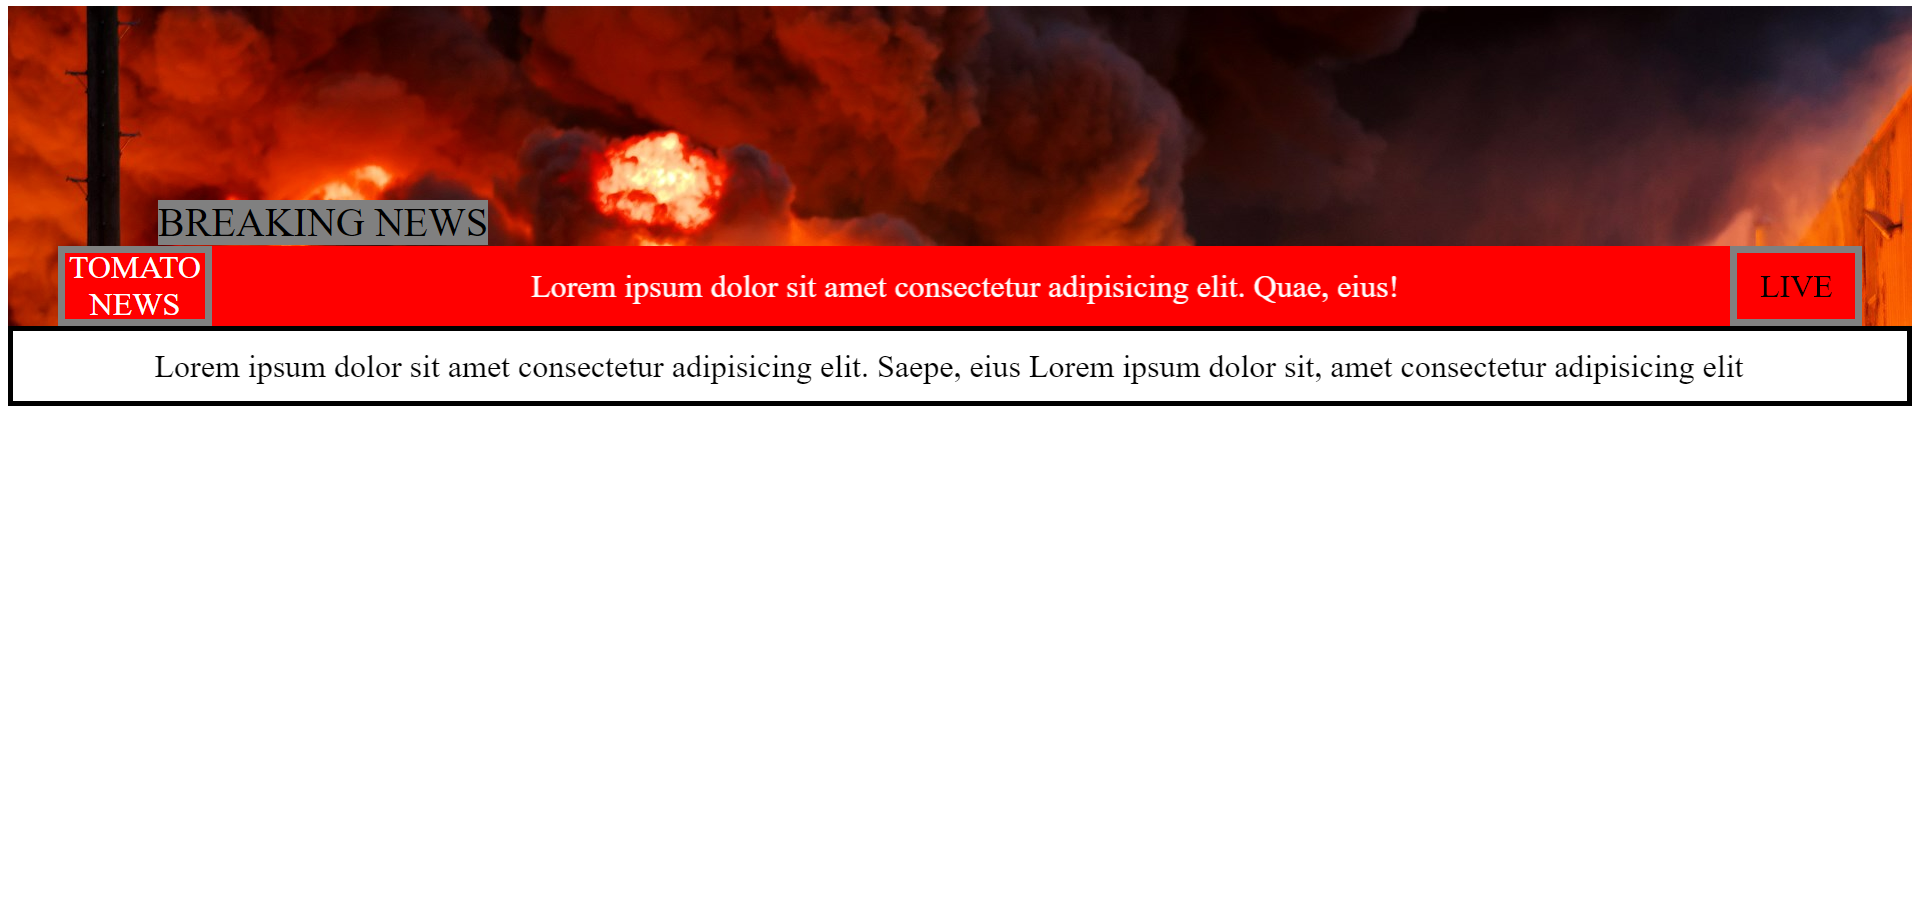 BREAKING NEWS
TOMATO
NEWS
Lorem ipsum dolor sit amet consectetur adipisicing elit. Quae, eius!
LIVE
Lorem ipsum dolor sit amet consectetur adipisicing elit. Saepe, eius Lorem ipsum dolor sit, amet consectetur adipisicing elit